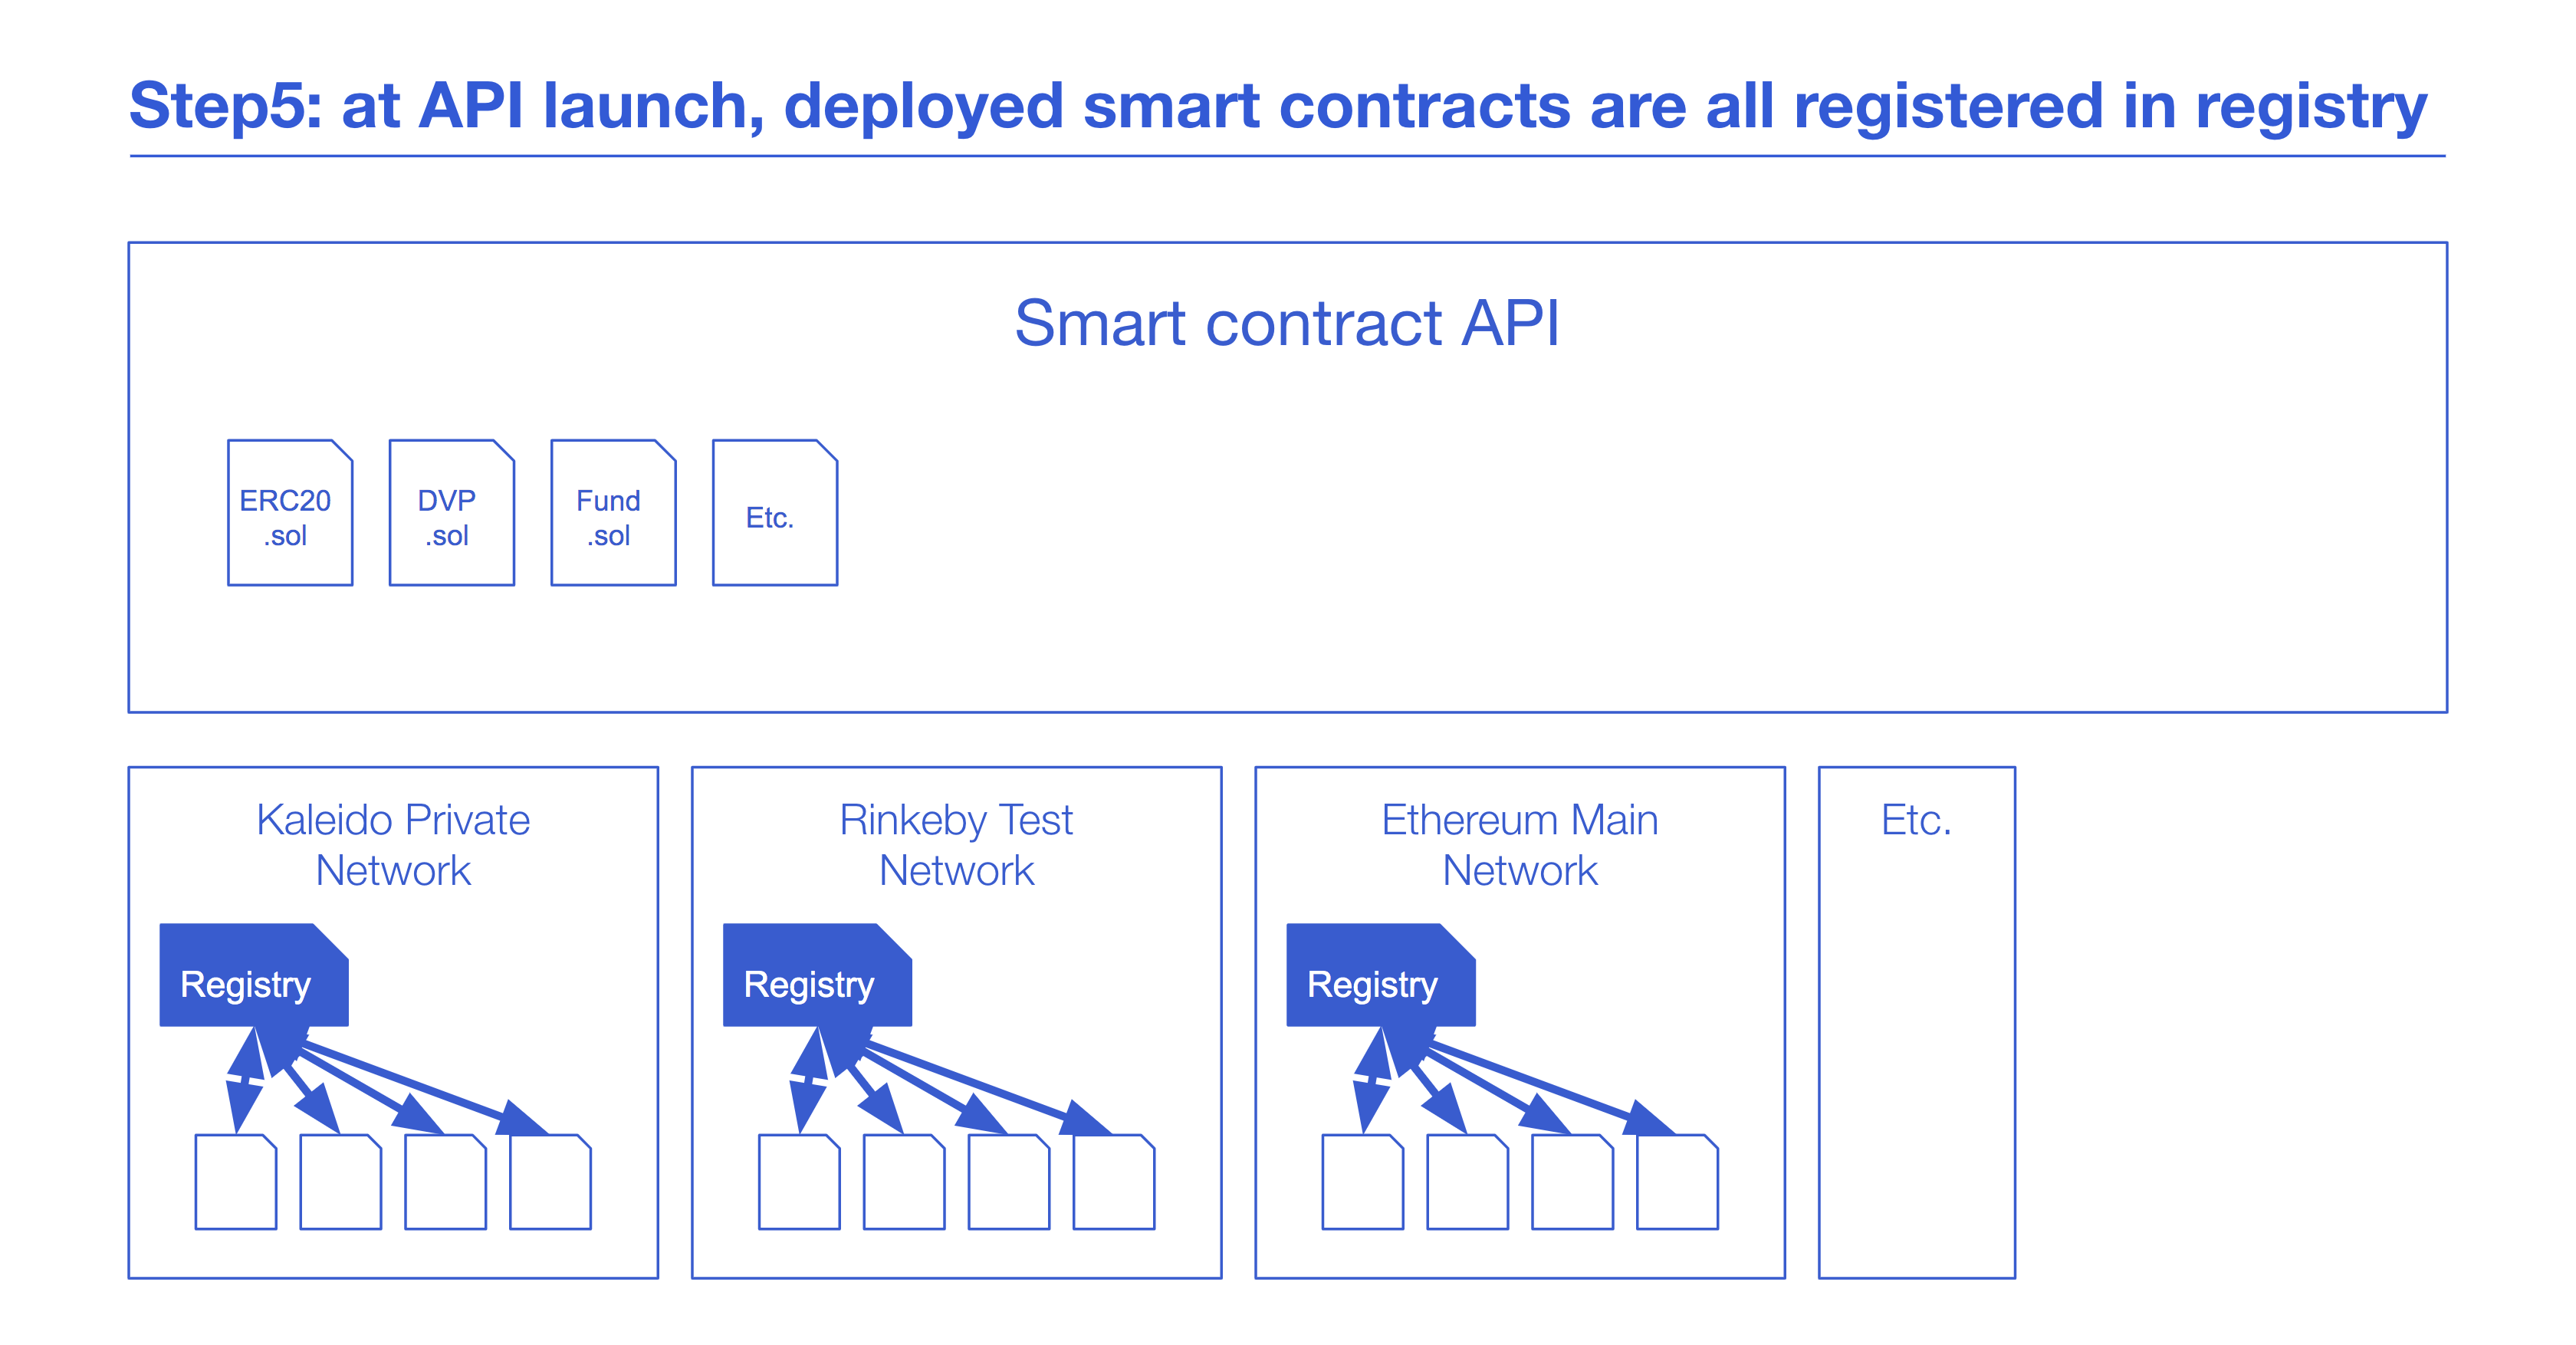 Step5: at API launch, deployed smart contracts are all registered in registry
Smart contract API
ERC20
.sol
DVP
.sol
Fund
.sol
Etc.
Kaleido Private
Network
Registry
Rinkeby Test
Network
Registry
Ethereum Main
Network
Registry
Etc.